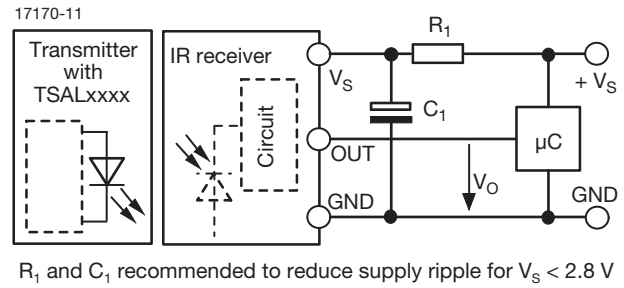 17170-11
Transmitter
with
TSALxxxx
IR receiver
Circuit
VS
OUT
GND
R1
C1
VO
µC
+ VS
GND
R1 and C1 recommended to reduce supply ripple for VS < 2.8 V